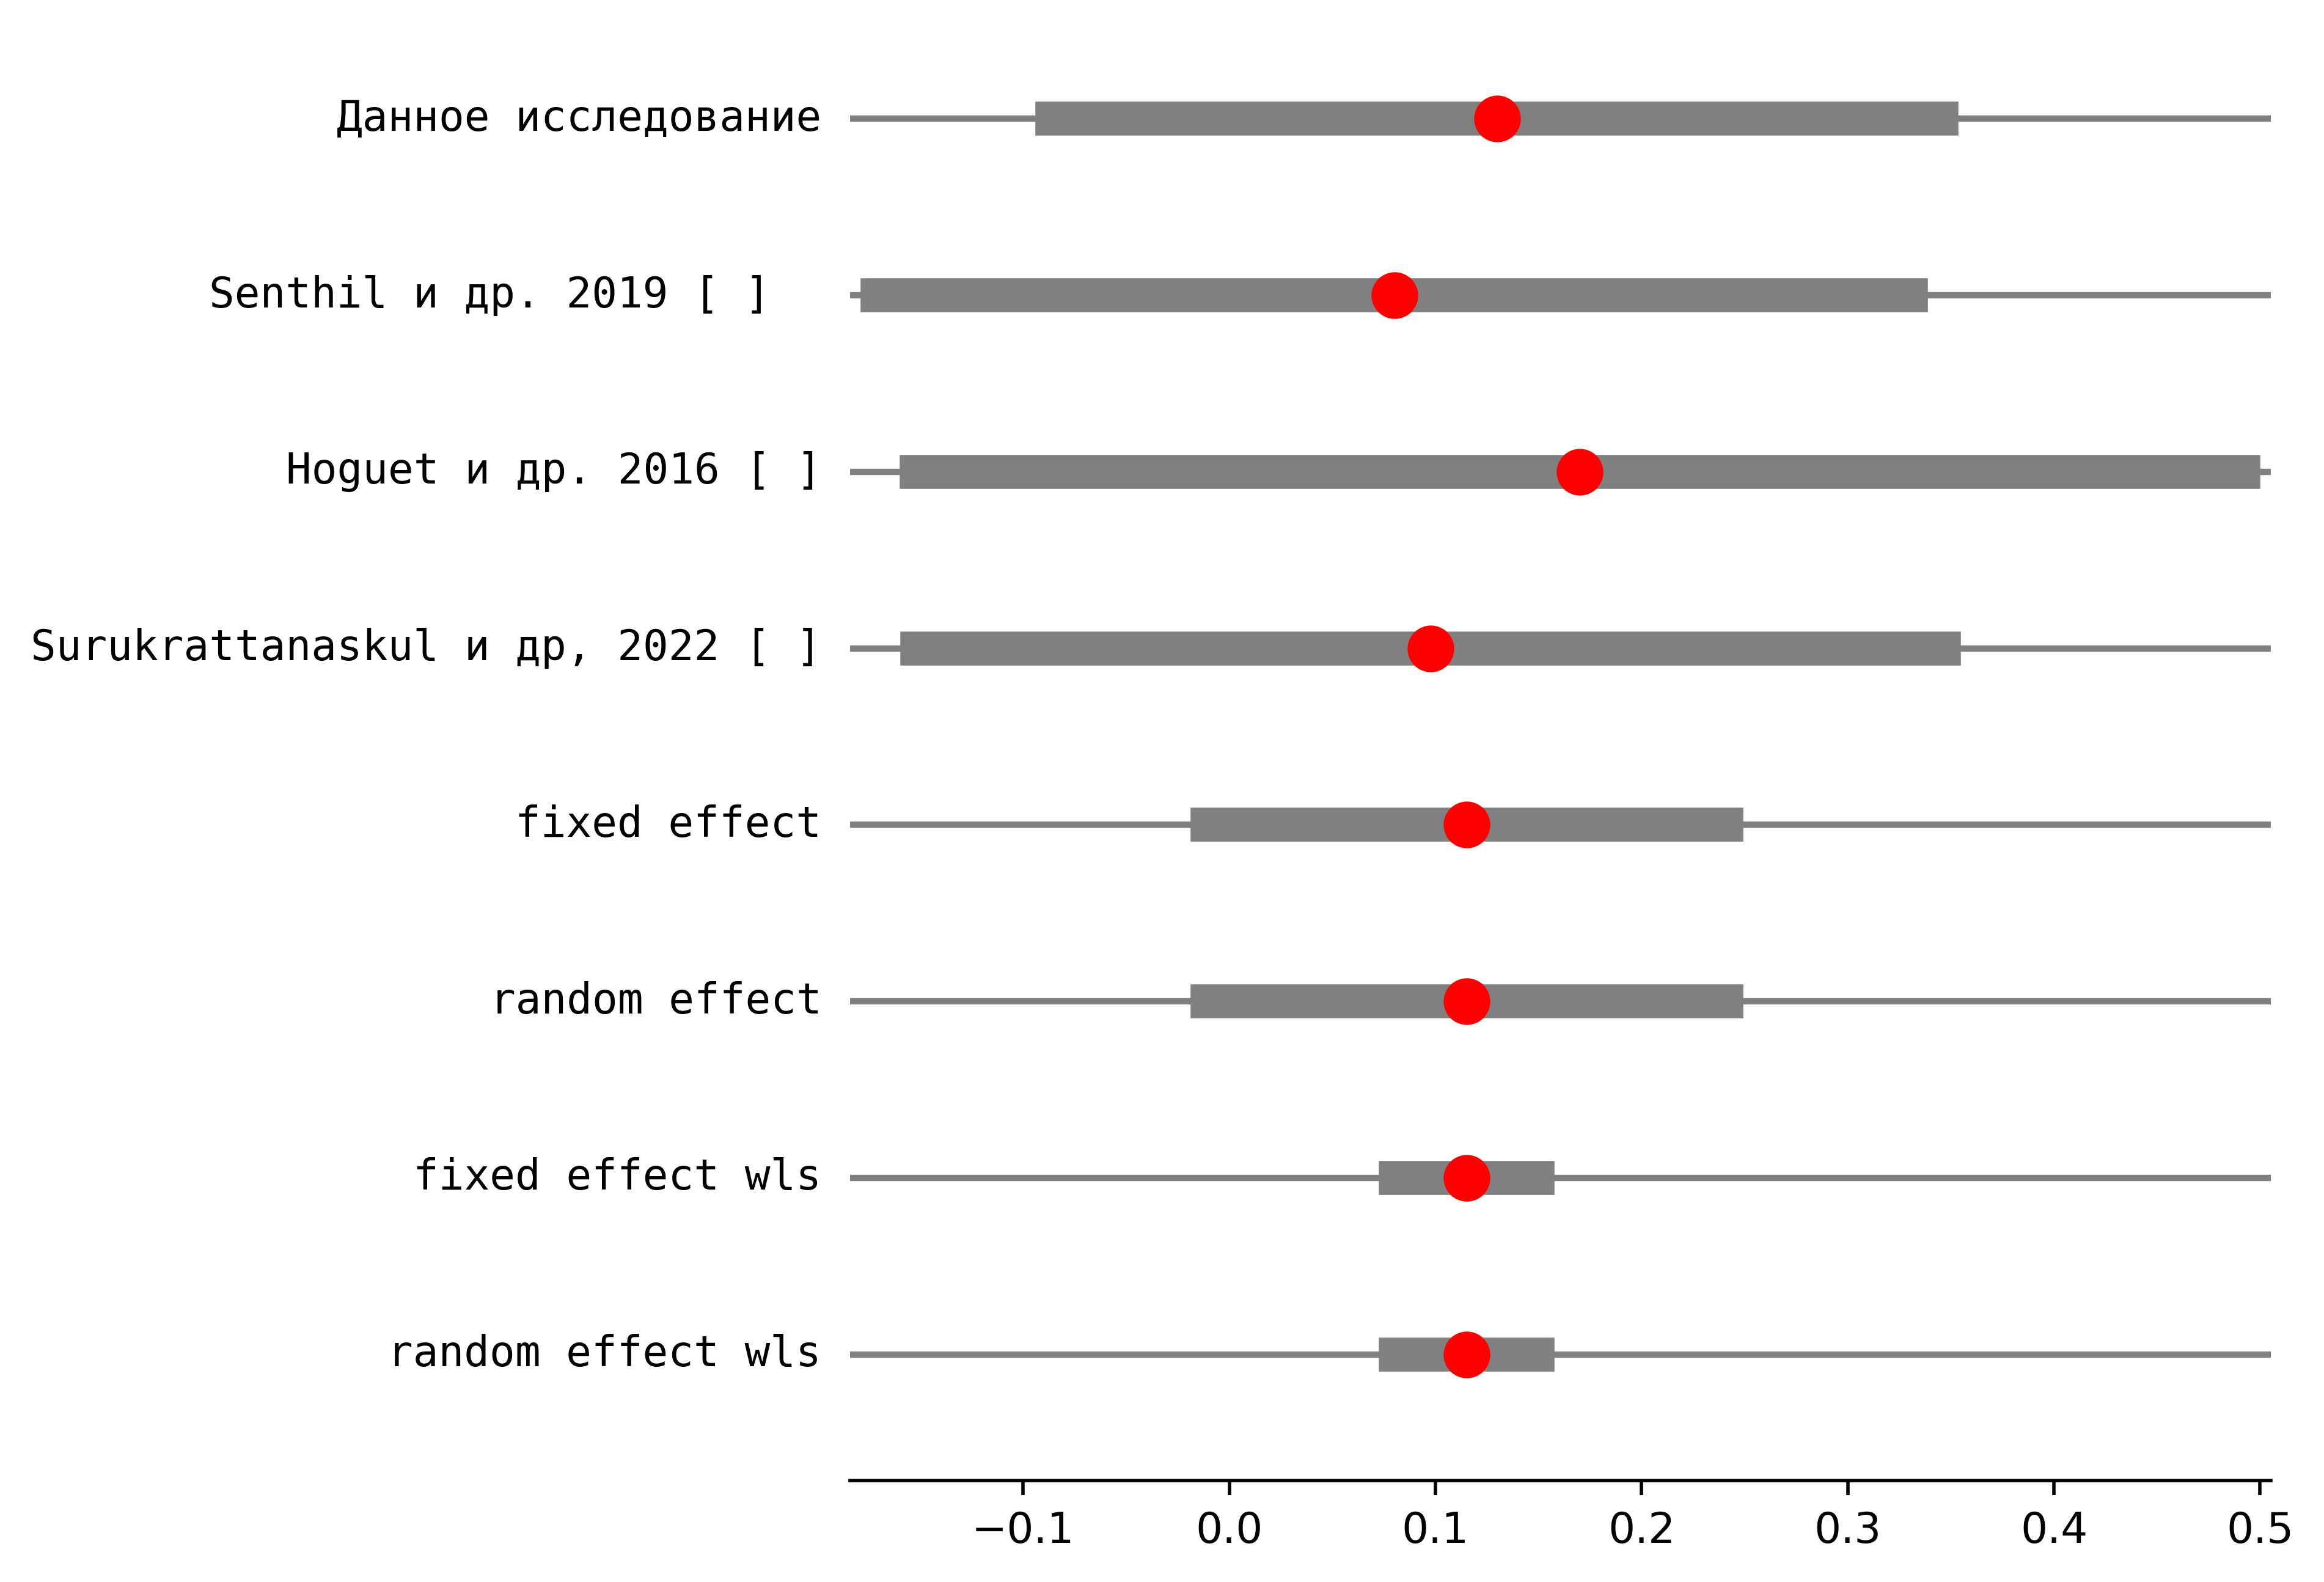 Данное исследование
Senthil и др. 2019 [ ]
Hoguet и др. 2016 [ ]
Surukrattanaskul и др, 2022 [ ]
fixed effect
random effect
fixed effect wls
random effect wls
−0.1 0.0 0.1 0.2 0.3 0.4 0.5